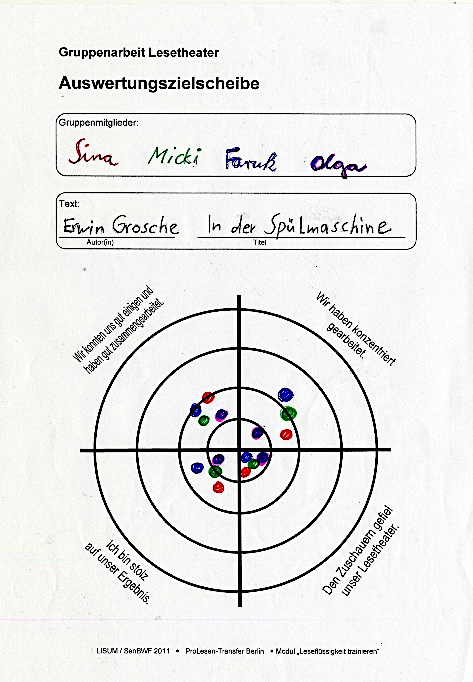 Gruppenarbeit Lesetheater
Auswertungszielscheibe
Gruppenmitglieder:
Sina Micki Faruk Olga
Text:
Erwin Grosche In der Spülmaschine
Autor(in) Titel
Wir konnten uns gut einigen und
haben gut zusammengearbeitet.
Wir haben konzentriert
gearbeitet.
Ich bin stolz
auf unser Ergebnis.
Den Zuschauern gefiel
unser Lesetheater.
LISUM / SenBWF 2011 • ProLesen-Transfer Berlin • Modul „Leseflüssigkeit trainieren“